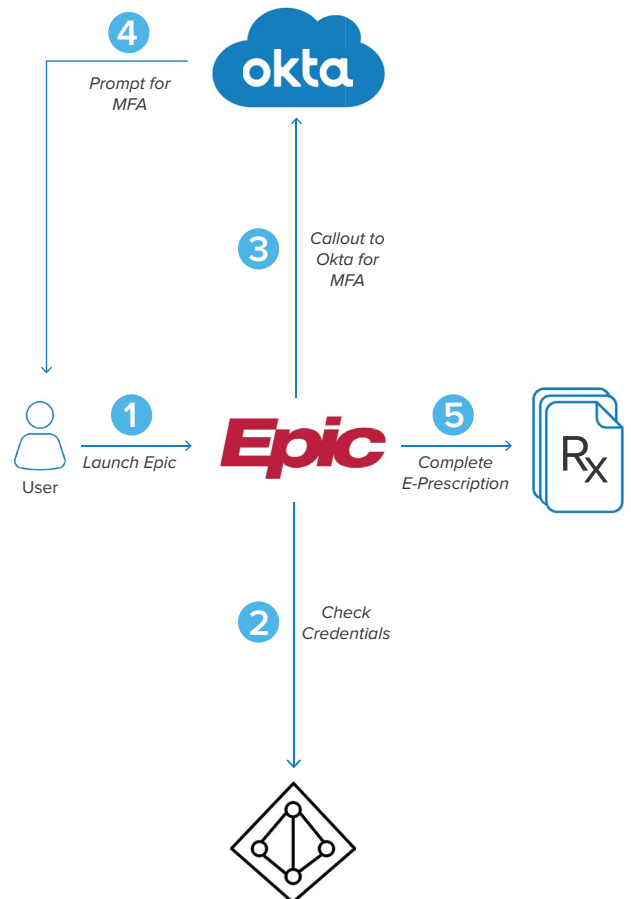 4
okta
Prompt for
MFA
3
Callout to
Okta for
MFA
1
Epic
5
Rx
Launch Epic
Complete
E-Prescription
User
2
Check
Credentials